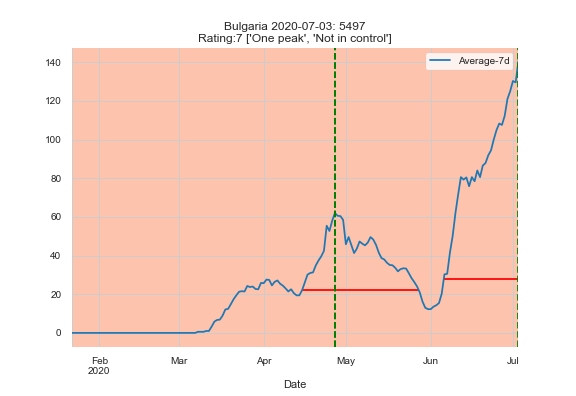 Bulgaria 2020-07-03: 5497
Rating:7 ['One peak', 'Not in control']
Average-7d
140
120
100
80
60
40
20
0
Feb
2020
Mar
Apr
May
Jun
Jul
Date